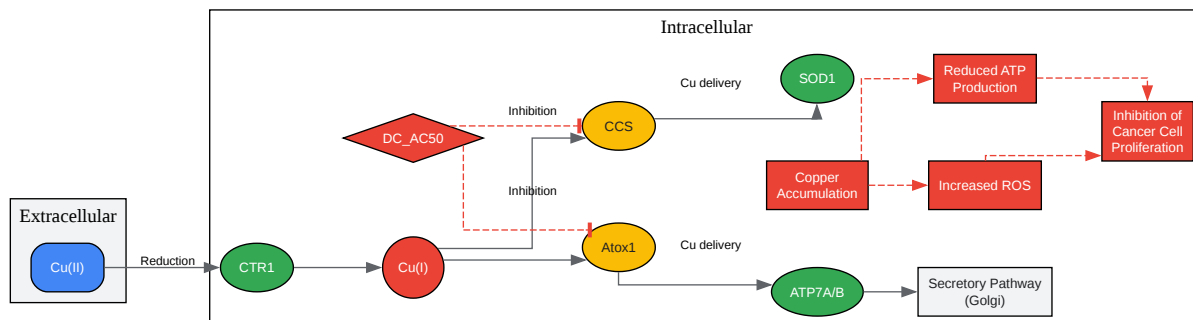 Intracellular
Extracellular
Cu(II)
Reduction
CTR1
Cu(I)
DC_AC50
Inhibition
Inhibition
CCS
Atox1
Cu delivery
Cu delivery
SOD1
ATP7A/B
Secretory Pathway
(Golgi)
Copper
Accumulation
Reduced ATP
Production
Increased ROS
Inhibition of
Cancer Cell
Proliferation